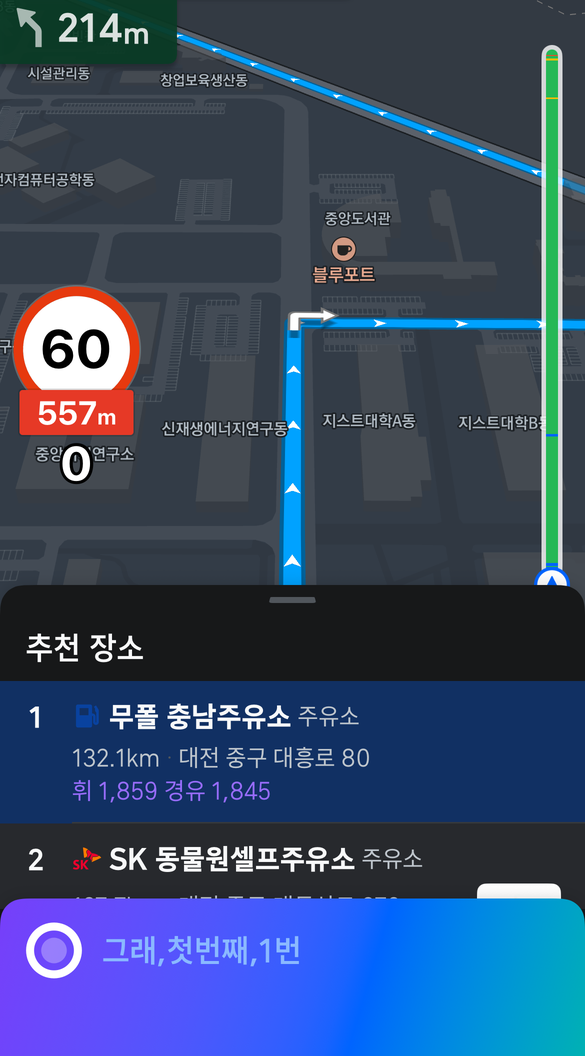 214m
시설관리동
창업보육생산동
전자컴퓨터공학동
중앙도서관
블루포트
60
557m
신재생에너지연구동
지스트대학A동
지스트대학B동
0
추천 장소
1 무폴 충남주유소 주유소
132.1km · 대전 중구 대흥로 80
휘 1,859 경유 1,845
2 SK SK 동물원셀프주유소 주유소
그래,첫번째,1번